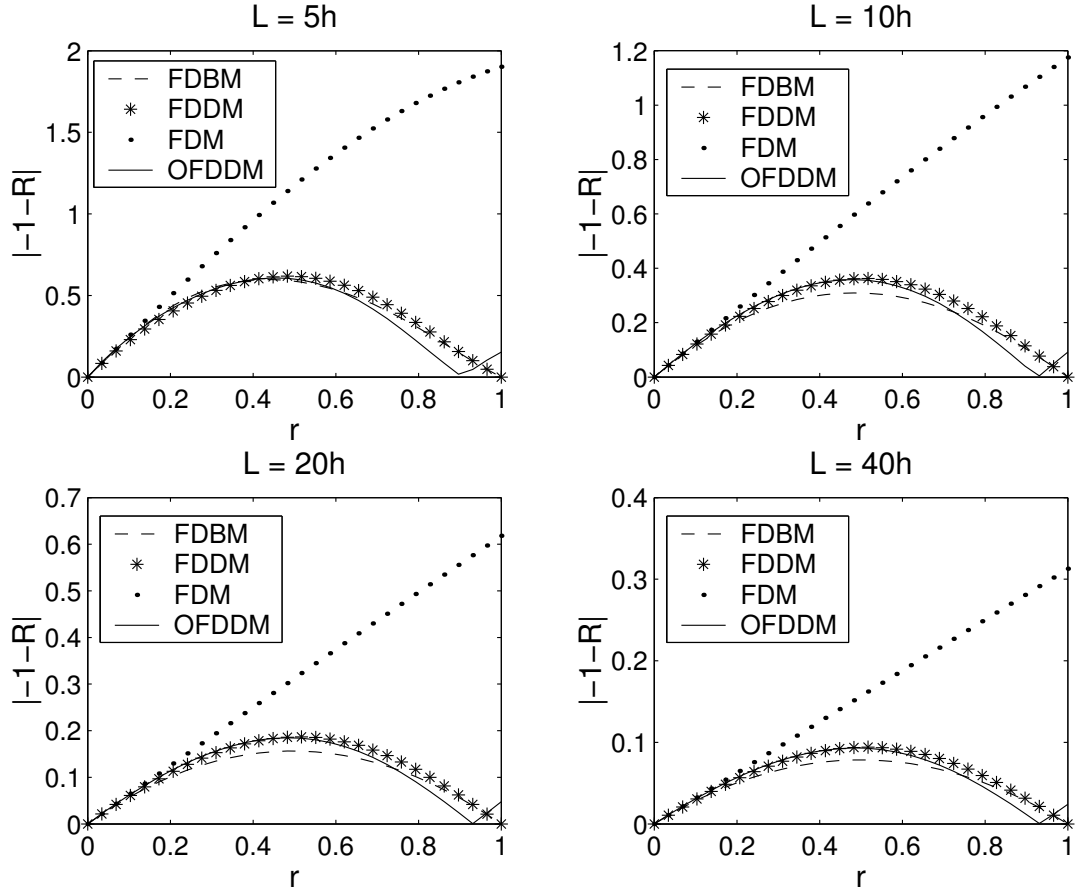 L = 5h
2
1.5
1
0.5
0
|−1−R|
FDBM
FDDM
FDM
OFDDM
0 0.2 0.4 0.6 0.8 1
r
L = 10h
1.2
1
0.8
0.6
0.4
0.2
0
|−1−R|
FDBM
FDDM
FDM
OFDDM
0 0.2 0.4 0.6 0.8 1
r
L = 20h
0.7
0.6
0.5
0.4
0.3
0.2
0.1
0
|−1−R|
FDBM
FDDM
FDM
OFDDM
0 0.2 0.4 0.6 0.8 1
r
L = 40h
0.4
0.3
0.2
0.1
0
|−1−R|
FDBM
FDDM
FDM
OFDDM
0 0.2 0.4 0.6 0.8 1
r